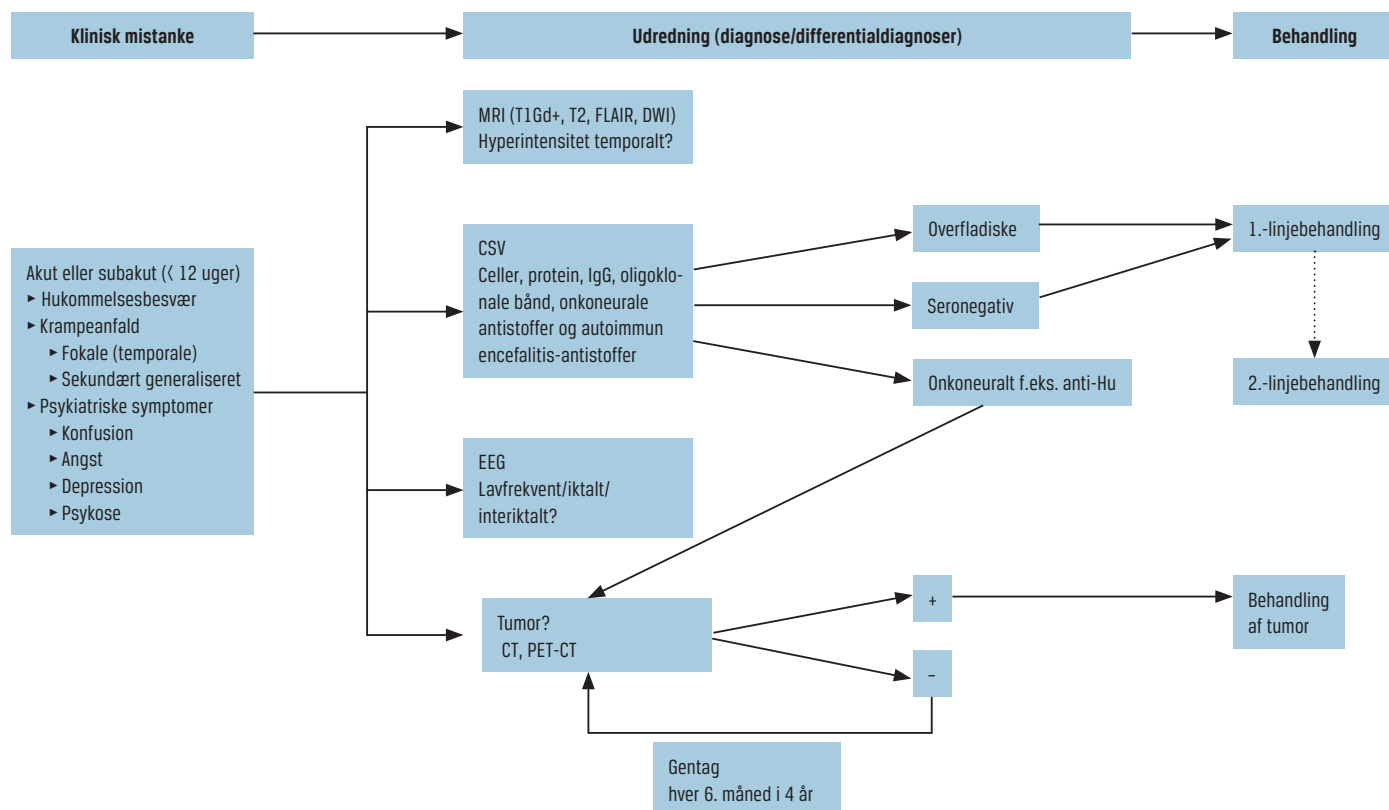 Klinisk mistanke
Udredning (diagnose/differentialdiagnoser)
Behandling
Akut eller subakut (< 12 uger)
▸ Hukommelsesbesvær
▸ Krampeanfald
▸ Fokale (temporale)
▸ Sekundært generaliseret
▸ Psykiatriske symptomer
▸ Konfusion
▸ Angst
▸ Depression
▸ Psykose
MRI (T1Gd+, T2, FLAIR, DWI)
Hyperintensitet temporalt?
CSV
Celler, protein, IgG, oligoklo-
nale bånd, onkoneurale
antistoffer og autoimmun
encefalitis-antistoffer
EEG
Lavfrekvent/iktalt/
interiktalt?
Tumor?
CT, PET-CT
Overfladiske
Seronegativ
Onkoneuralt f.eks. anti-Hu
+
–
Gentag
hver 6. måned i 4 år
1.-linjebehandling
2.-linjebehandling
Behandling
af tumor